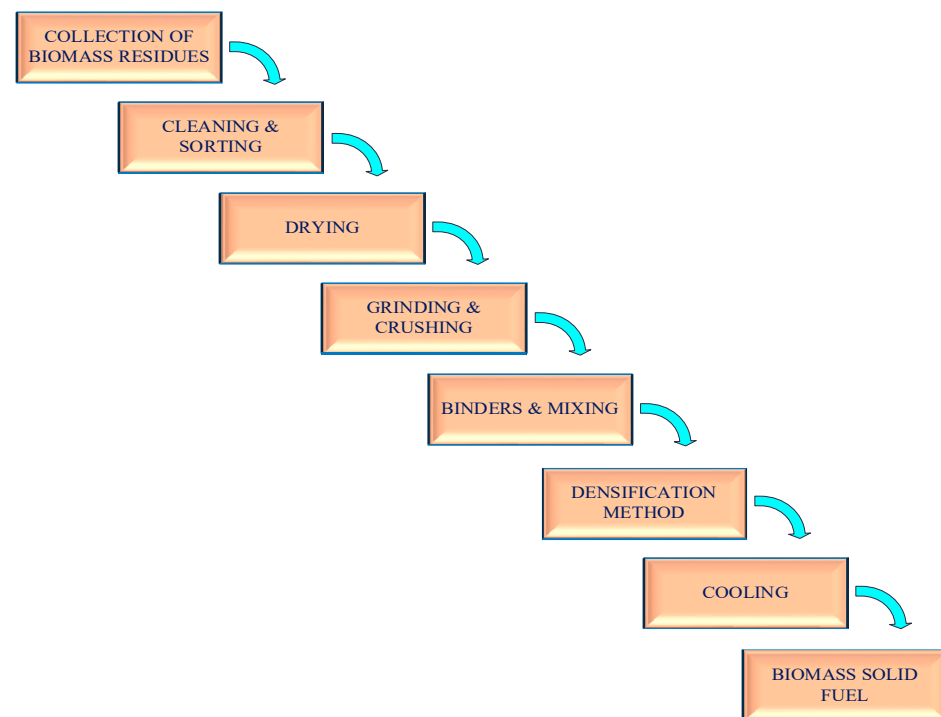 COLLECTION OF
BIOMASS RESIDUES
CLEANING &
SORTING
DRYING
GRINDING &
CRUSHING
BINDERS & MIXING
DENSIFICATION
METHOD
COOLING
BIOMASS SOLID
FUEL